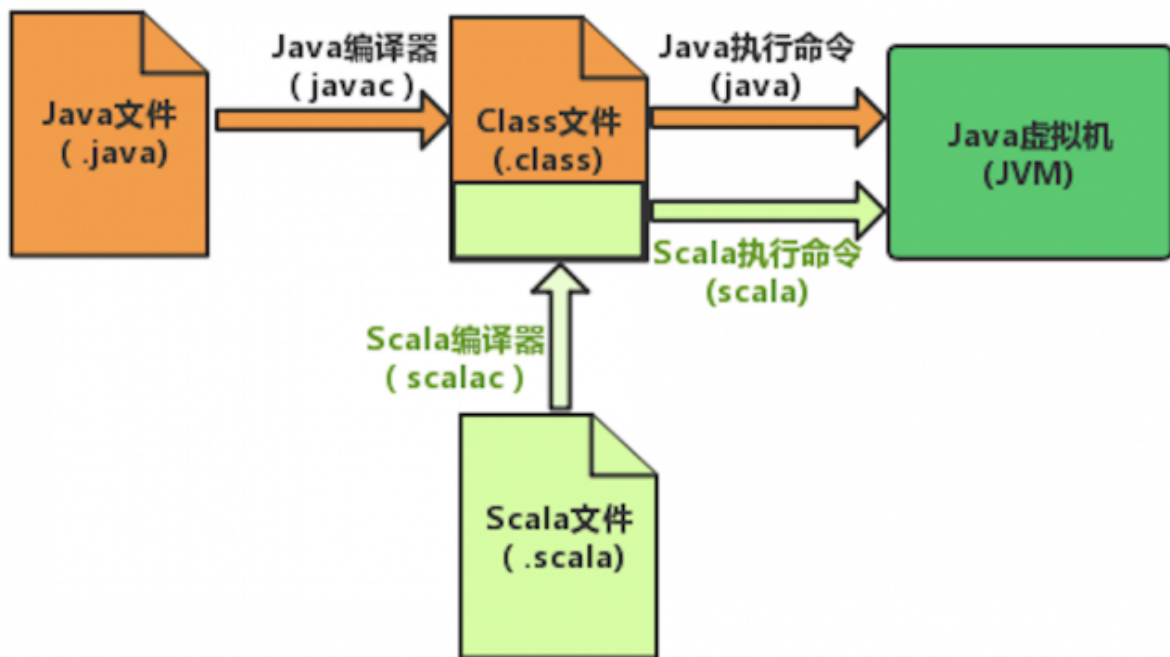 Java文件
( .java)
Java编译器
( javac )
Class文件
(.class)
Java执行命令
(java)
Java虚拟机
(JVM)
Scala执行命令
(scala)
Scala编译器
( scalac )
Scala文件
( .scala)